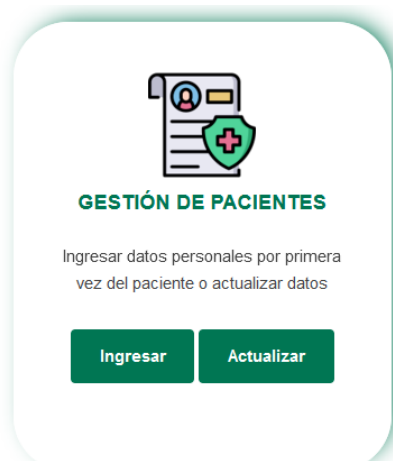 GESTIÓN DE PACIENTES
Ingresar datos personales por primera
vez del paciente o actualizar datos
Ingresar
Actualizar